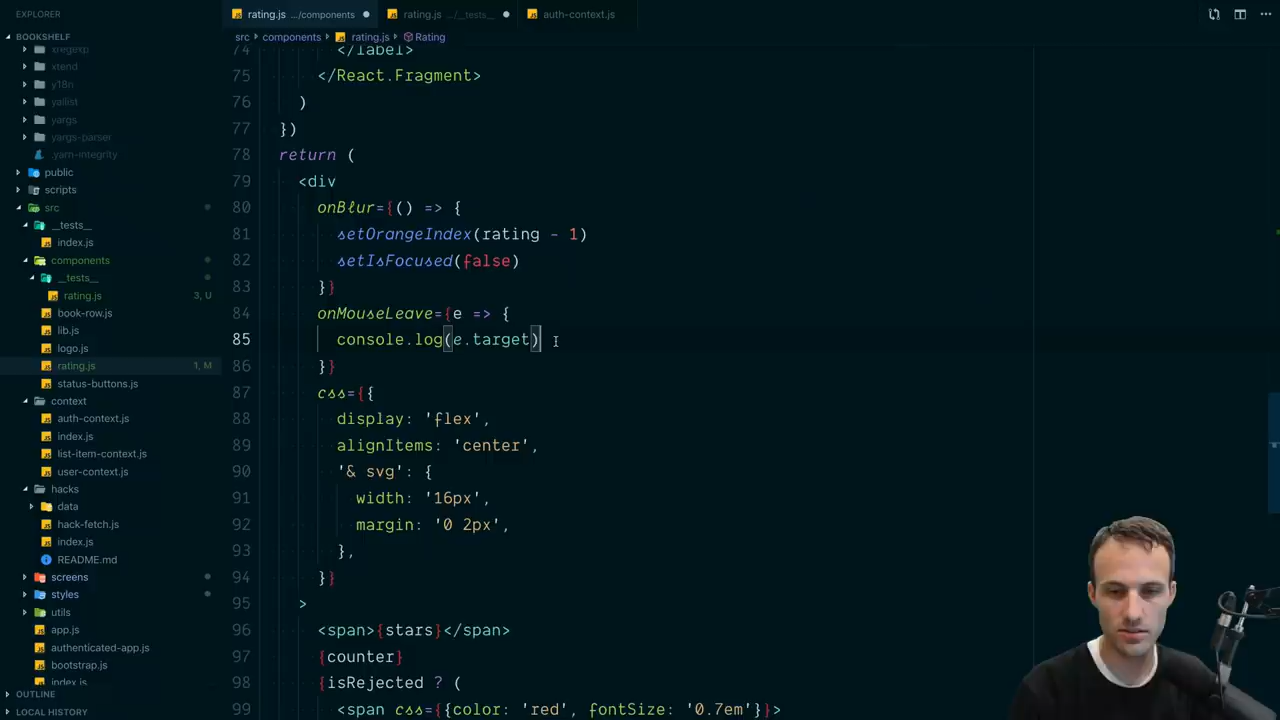 EXPLORER
rating.js .../components
rating.js .../__tests__
auth-context.js
BOOKSHELF
src > components > rating.js > Rating
xregexp
xtend
y18n
yallist
yargs
yargs-parser
.yarn-integrity
public
scripts
src
__tests__
index.js
components
__tests__
rating.js 3, U
book-row.js
lib.js
logo.js
rating.js 1, M
status-buttons.js
context
auth-context.js
index.js
list-item-context.js
user-context.js
hacks
data
hack-fetch.js
index.js
README.md
screens
styles
utils
app.js
authenticated-app.js
bootstrap.js
index.js
OUTLINE
LOCAL HISTORY
74 </label>
75 </React.Fragment>
76 )
77 })
78 return (
79 <div
80 onBlur={() => {
81 setOrangeIndex(rating - 1)
82 setIsFocused(false)
83 }}
84 onMouseLeave={e => {
85 console.log(e.target)
86 }}
87 css={{
88 display: 'flex',
89 alignItems: 'center',
90 '& svg': {
91 width: '16px',
92 margin: '0 2px',
93 },
94 }}
95 >
96 <span>{stars}</span>
97 {counter}
98 {isRejected ? (
99 <span css={{color: 'red', fontSize: '0.7em'}}>